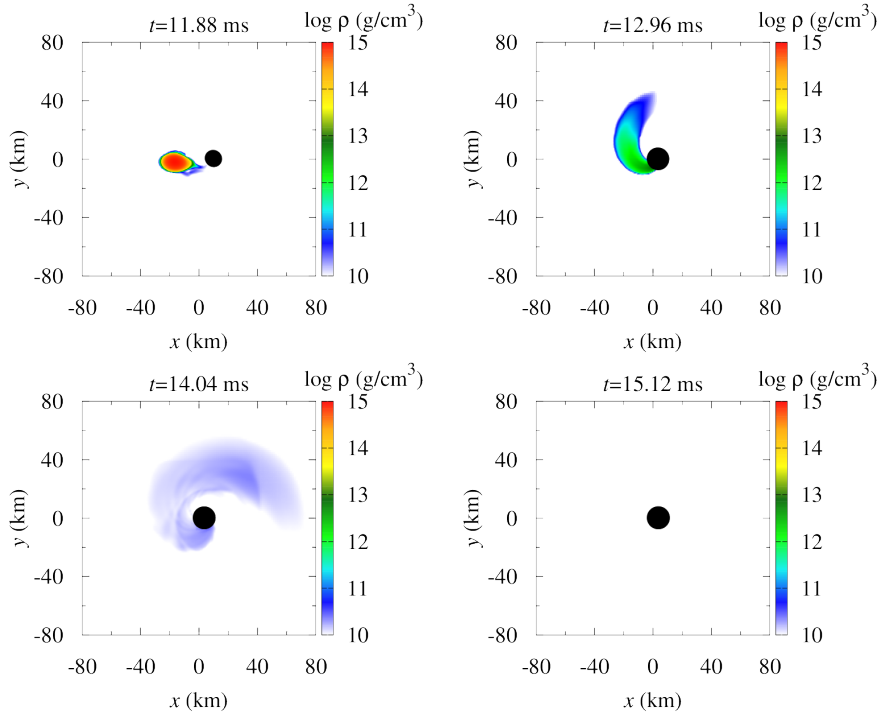 t=11.88 ms
log ρ (g/cm³)
80
40
0
-40
-80
y (km)
-80 -40 0 40 80
x (km)
15
14
13
12
11
10
t=12.96 ms
log ρ (g/cm³)
80
40
0
-40
-80
y (km)
-80 -40 0 40 80
x (km)
15
14
13
12
11
10
t=14.04 ms
log ρ (g/cm³)
80
40
0
-40
-80
y (km)
-80 -40 0 40 80
x (km)
15
14
13
12
11
10
t=15.12 ms
log ρ (g/cm³)
80
40
0
-40
-80
y (km)
-80 -40 0 40 80
x (km)
15
14
13
12
11
10